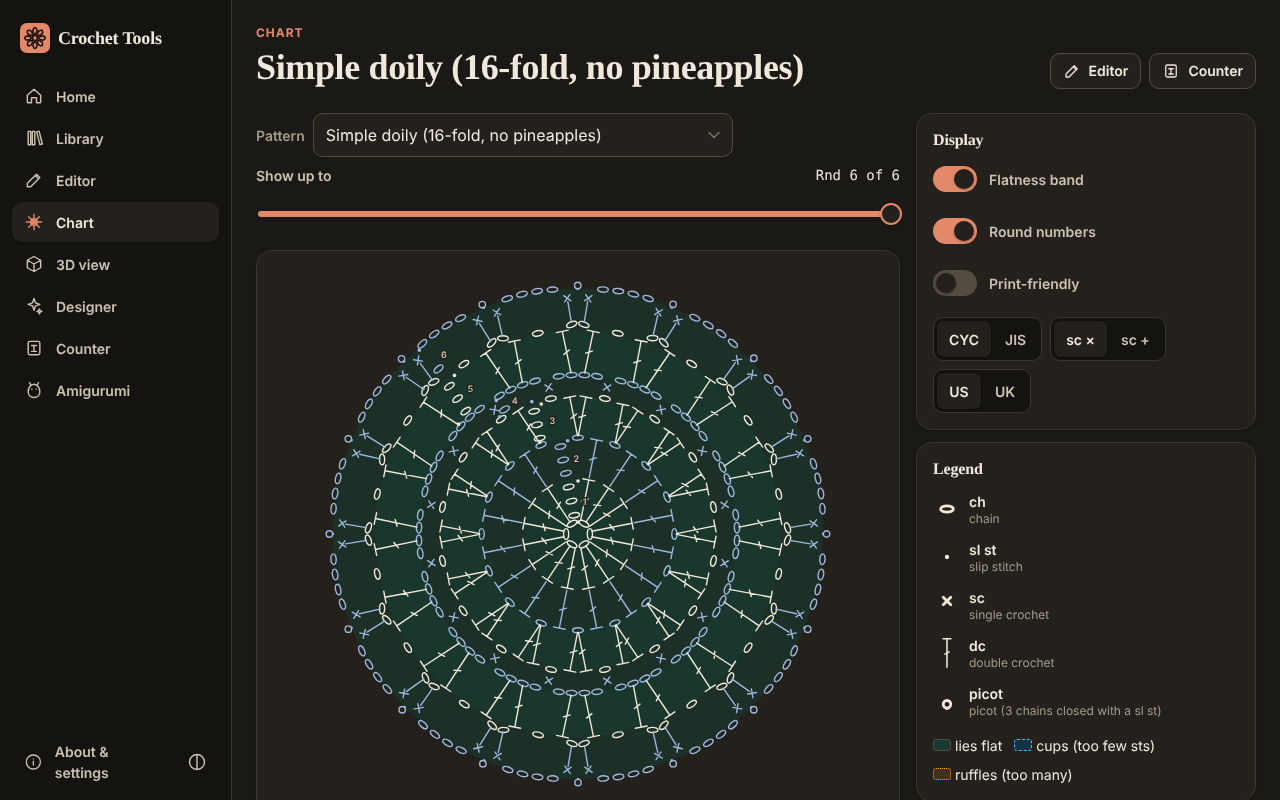 Crochet Tools
Home
Library
Editor
Chart
3D view
Designer
Counter
Amigurumi
About &
settings
CHART
Simple doily (16-fold, no pineapples)
Editor
Counter
Pattern
Simple doily (16-fold, no pineapples)
Show up to
Rnd 6 of 6
6
5
4
3
2
1
Display
Flatness band
Round numbers
Print-friendly
CYC JIS
sc × sc +
US UK
Legend
ch
chain
sl st
slip stitch
sc
single crochet
dc
double crochet
picot
picot (3 chains closed with a sl st)
lies flat cups (too few sts)
ruffles (too many)